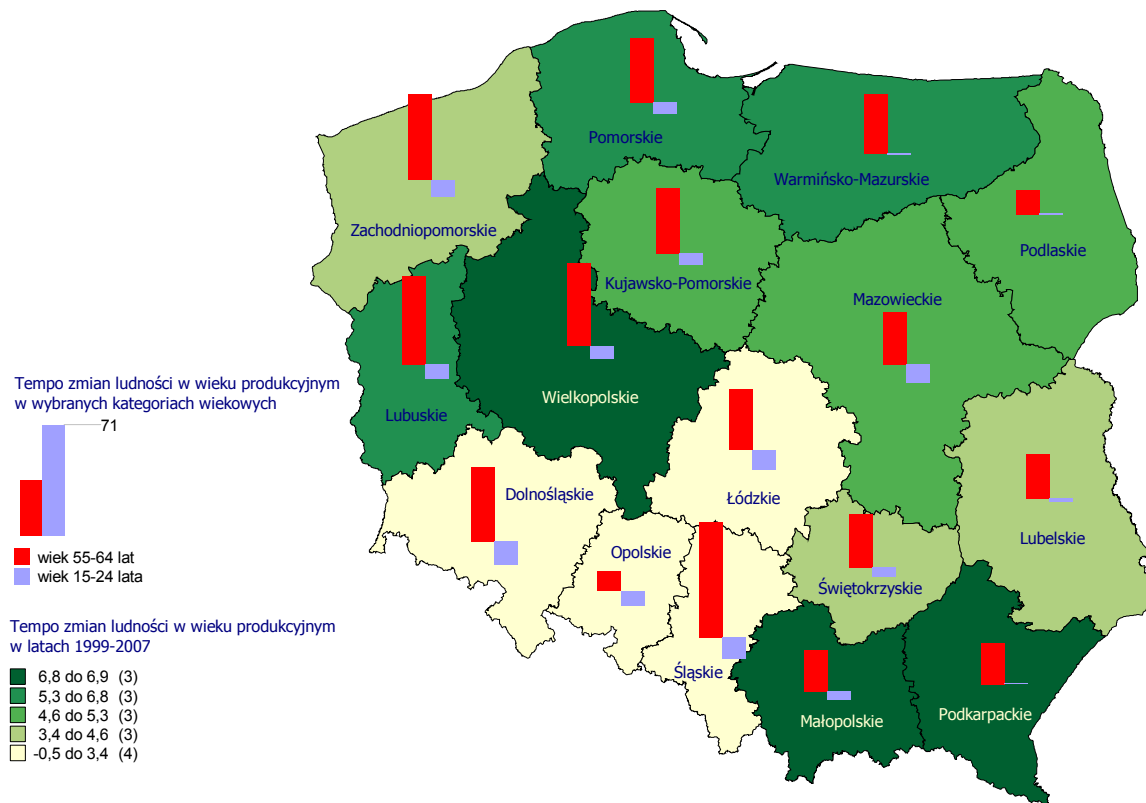 Pomorskie
Warmińsko-Mazurskie
Zachodniopomorskie
Podlaskie
Kujawsko-Pomorskie
Mazowieckie
Tempo zmian ludności w wieku produkcyjnym
w wybranych kategoriach wiekowych
71
wiek 55-64 lat
wiek 15-24 lata
Wielkopolskie
Lubuskie
Dolnośląskie
Łódzkie
Opolskie
Lubelskie
Świętokrzyskie
Śląskie
Małopolskie
Podkarpackie
Tempo zmian ludności w wieku produkcyjnym
w latach 1999-2007
6,8 do 6,9 (3)
5,3 do 6,8 (3)
4,6 do 5,3 (3)
3,4 do 4,6 (3)
-0,5 do 3,4 (4)